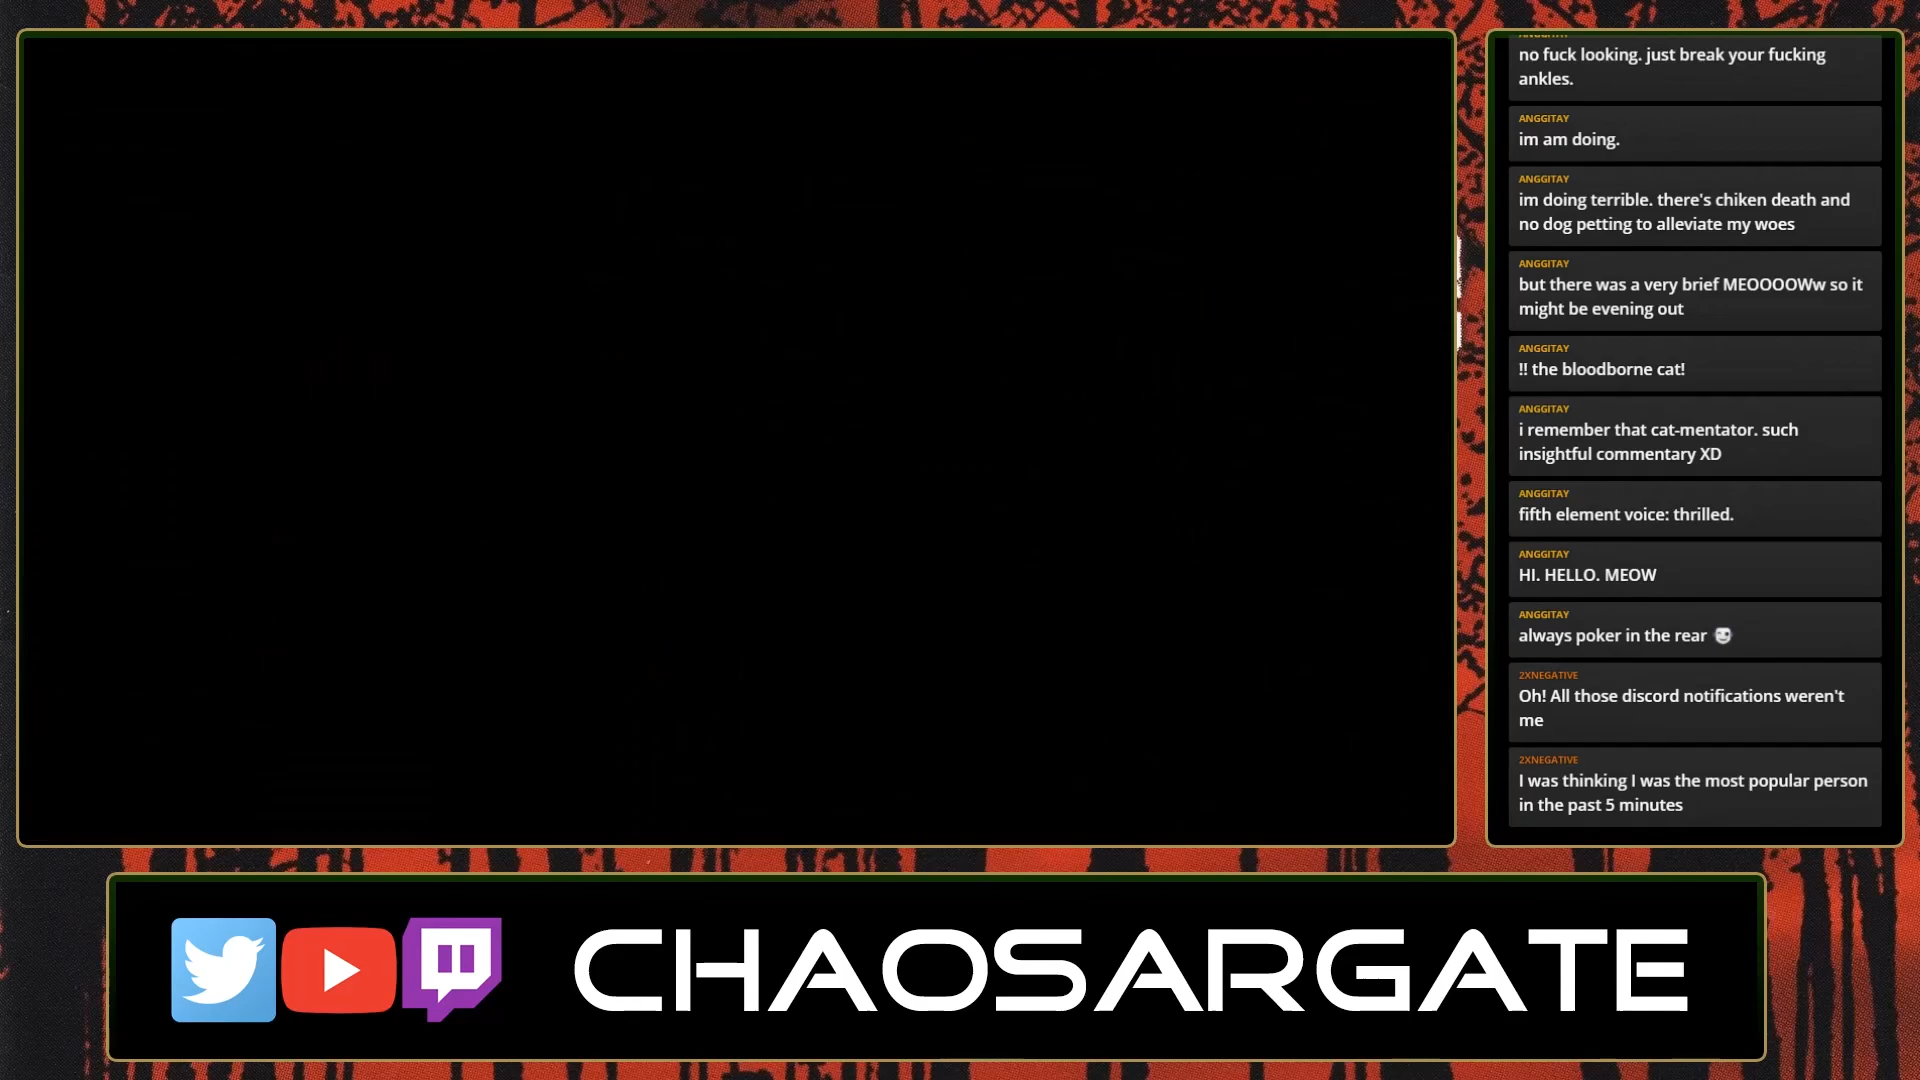 ANGGITAY
no fuck looking. just break your fucking
ankles.
ANGGITAY
im am doing.
ANGGITAY
im doing terrible. there's chiken death and
no dog petting to alleviate my woes
ANGGITAY
but there was a very brief MEOOOOWw so it
might be evening out
ANGGITAY
!! the bloodborne cat!
ANGGITAY
i remember that cat-mentator. such
insightful commentary XD
ANGGITAY
fifth element voice: thrilled.
ANGGITAY
HI. HELLO. MEOW
ANGGITAY
always poker in the rear
2XNEGATIVE
Oh! All those discord notifications weren't
me
2XNEGATIVE
I was thinking I was the most popular person
in the past 5 minutes
CHAOSARGATE